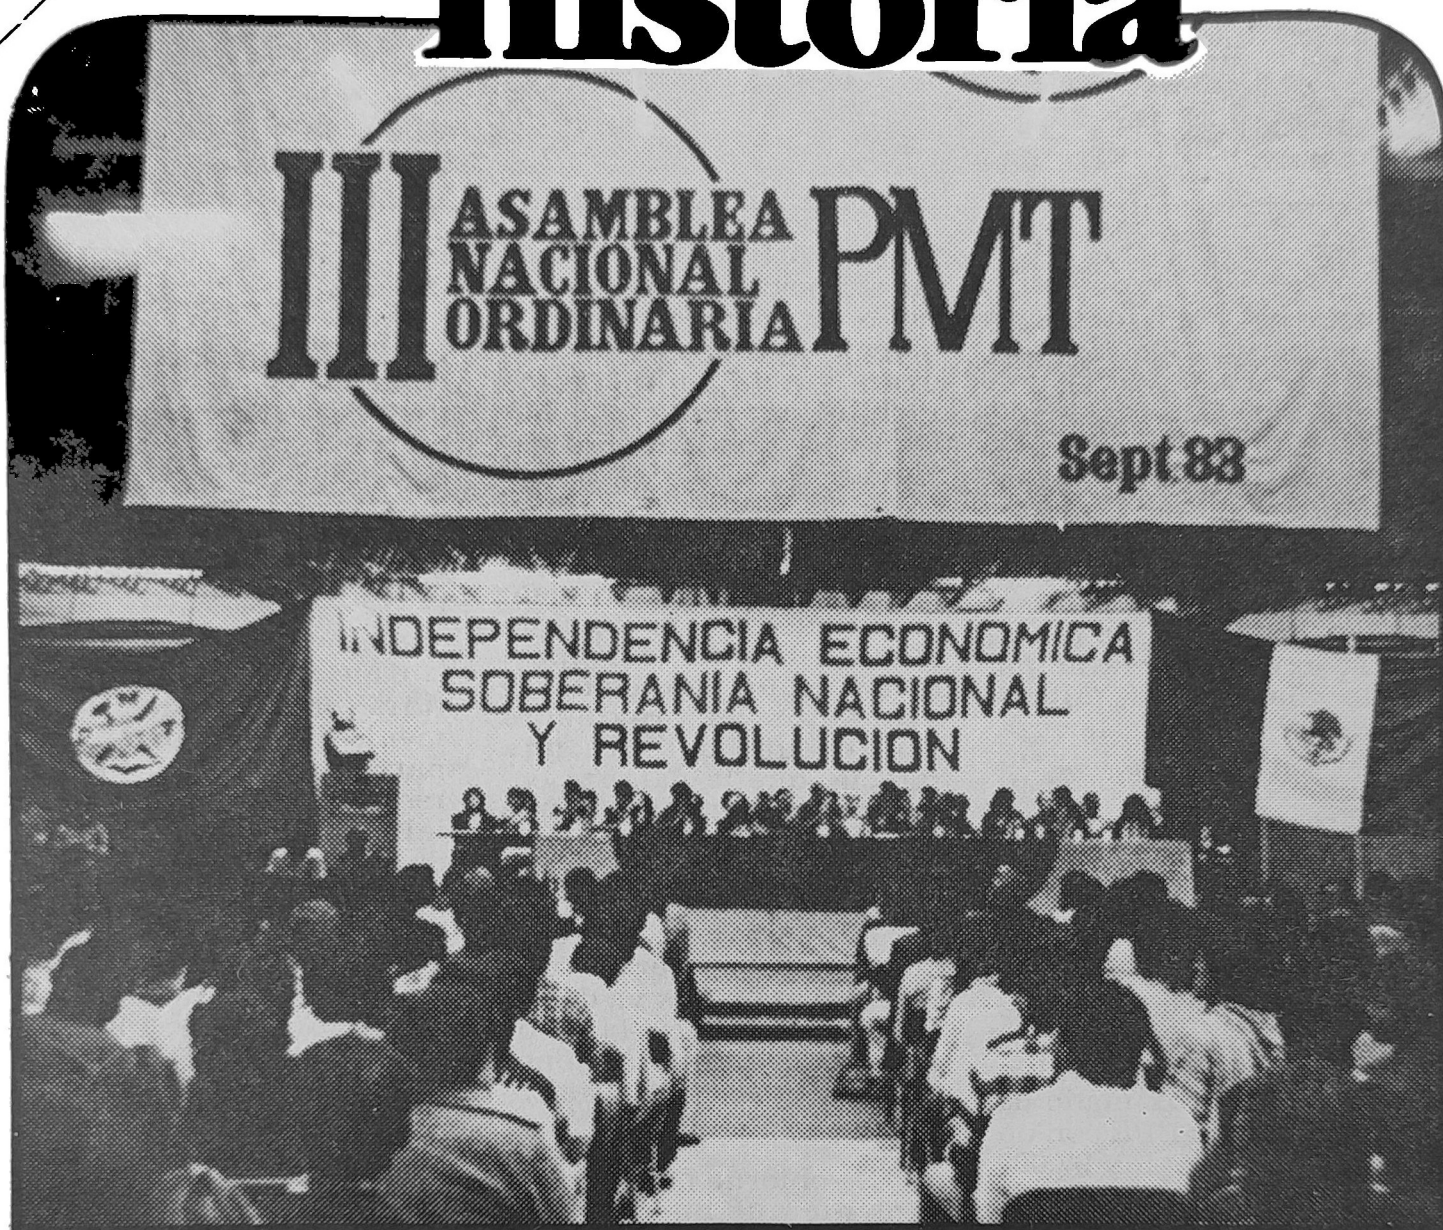 historia
III ASAMBLEA
NACIONAL
ORDINARIA PMT
Sept 83
INDEPENDENCIA ECONOMICA
SOBERANIA NACIONAL
Y REVOLUCION